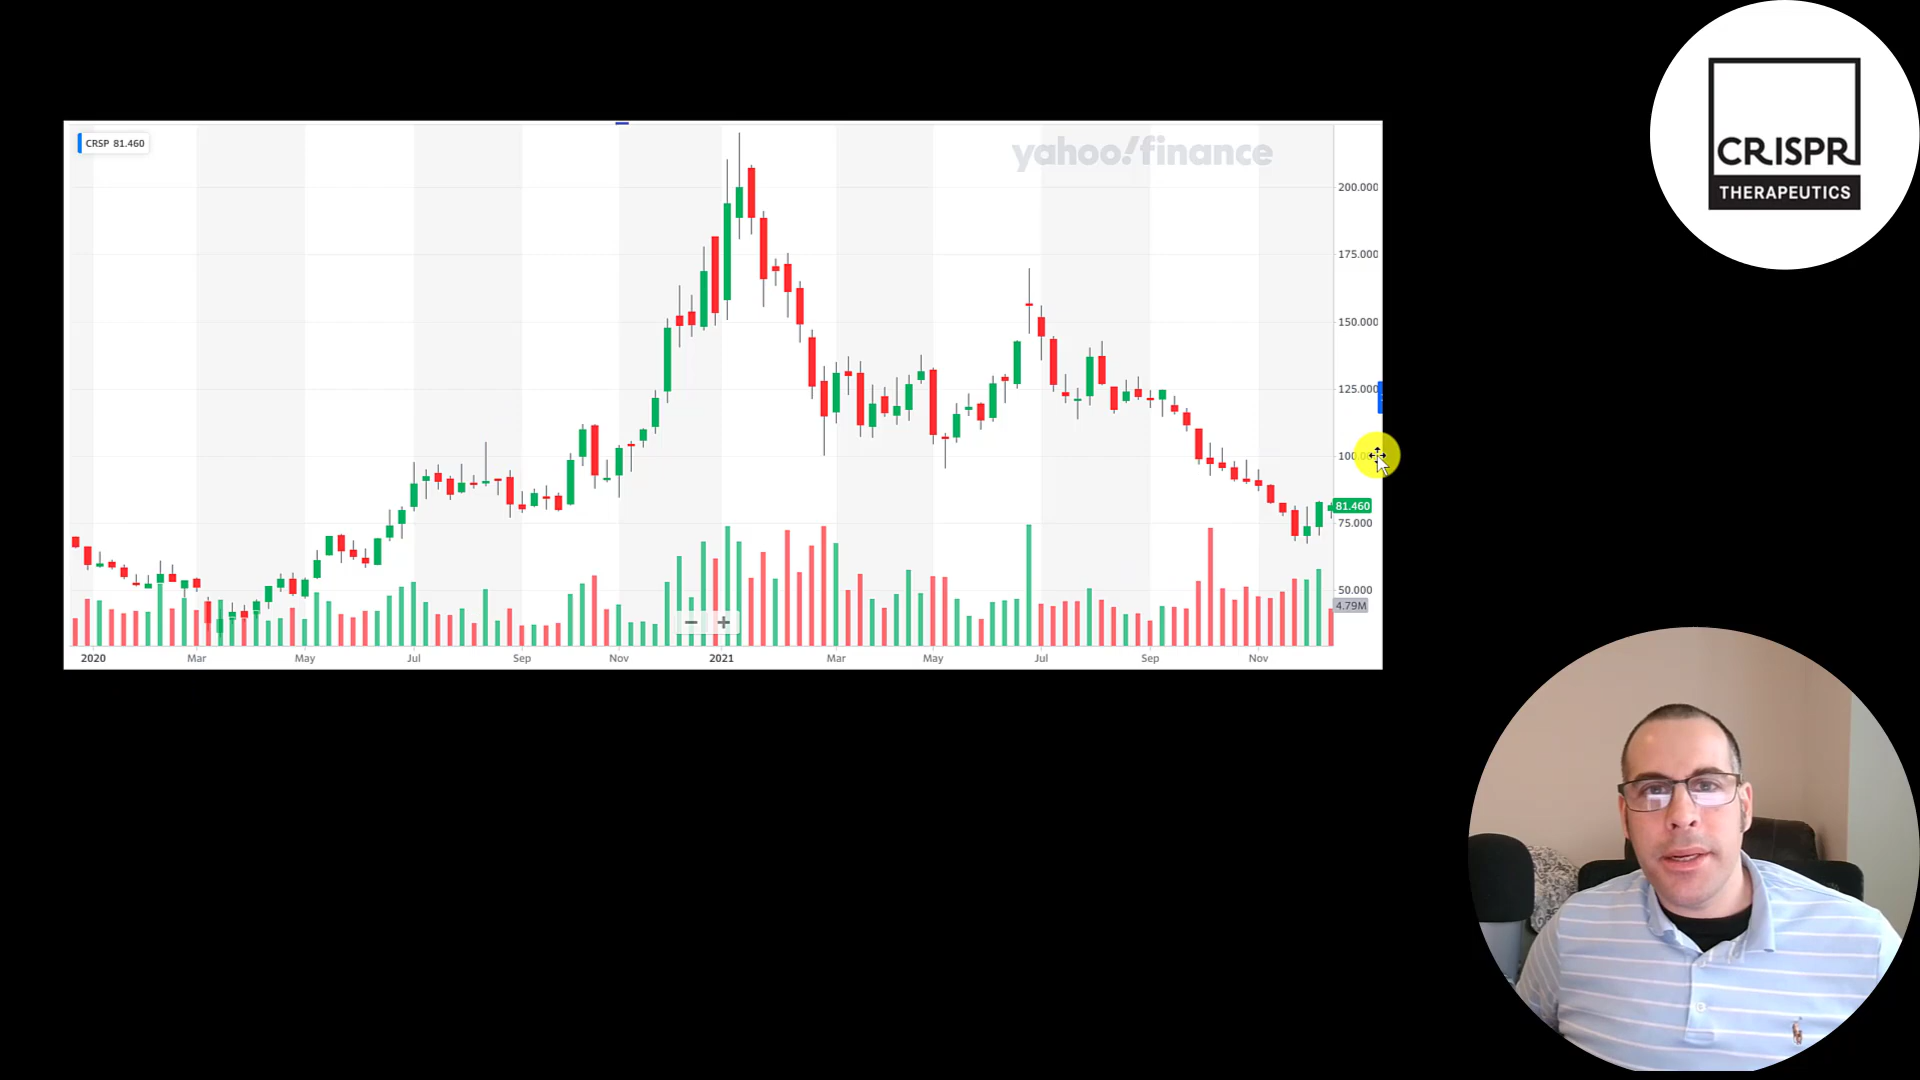 CRSP 81.460
yahoo!finance
CRISPR
THERAPEUTICS
200.000
175.000
150.000
125.000
81.460
75.000
50.000
4.79M
2020 Mar May Jul Sep Nov 2021 Mar May Jul Sep Nov